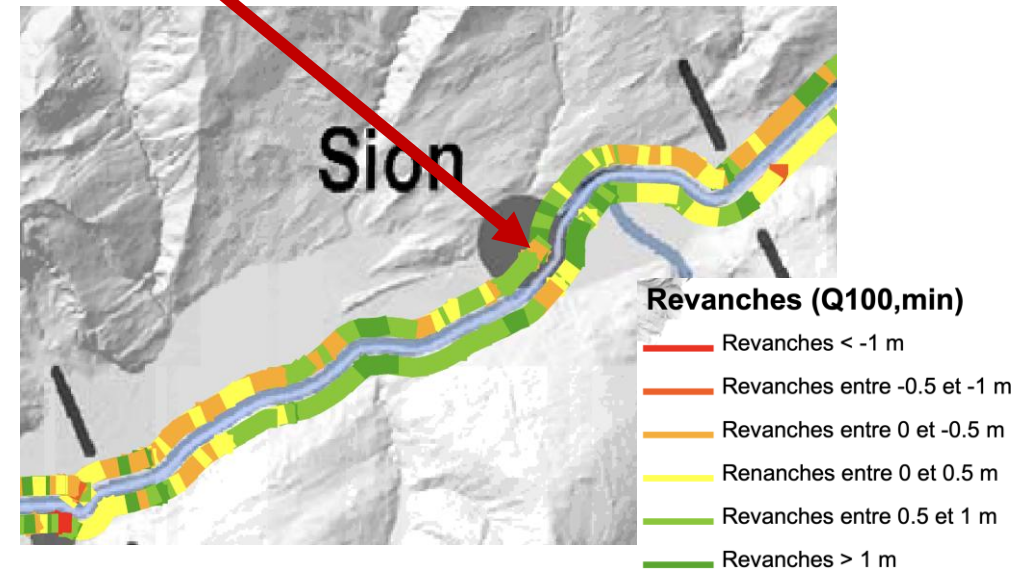 Sion
Revanches (Q100,min)
Revanches < -1 m
Revanches entre -0.5 et -1 m
Revanches entre 0 et -0.5 m
Renanches entre 0 et 0.5 m
Revanches entre 0.5 et 1 m
Revanches > 1 m